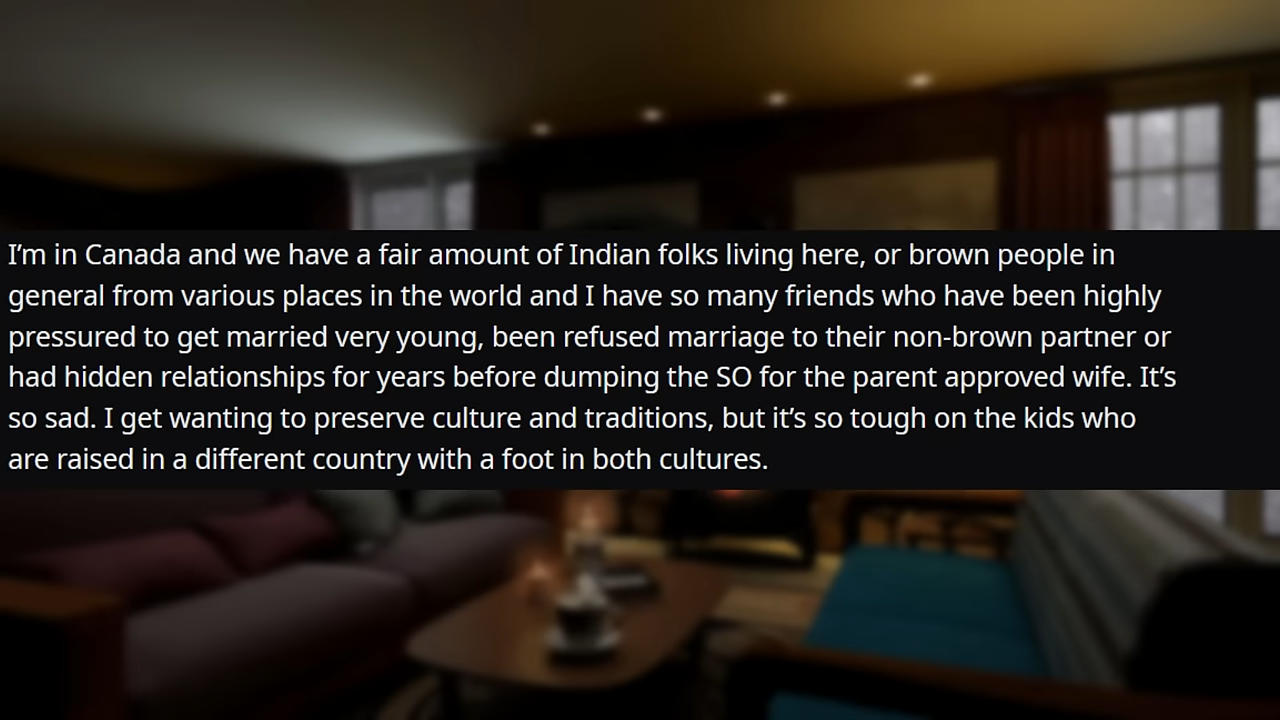 I’m in Canada and we have a fair amount of Indian folks living here, or brown people in
general from various places in the world and I have so many friends who have been highly
pressured to get married very young, been refused marriage to their non-brown partner or
had hidden relationships for years before dumping the SO for the parent approved wife. It’s
so sad. I get wanting to preserve culture and traditions, but it’s so tough on the kids who
are raised in a different country with a foot in both cultures.